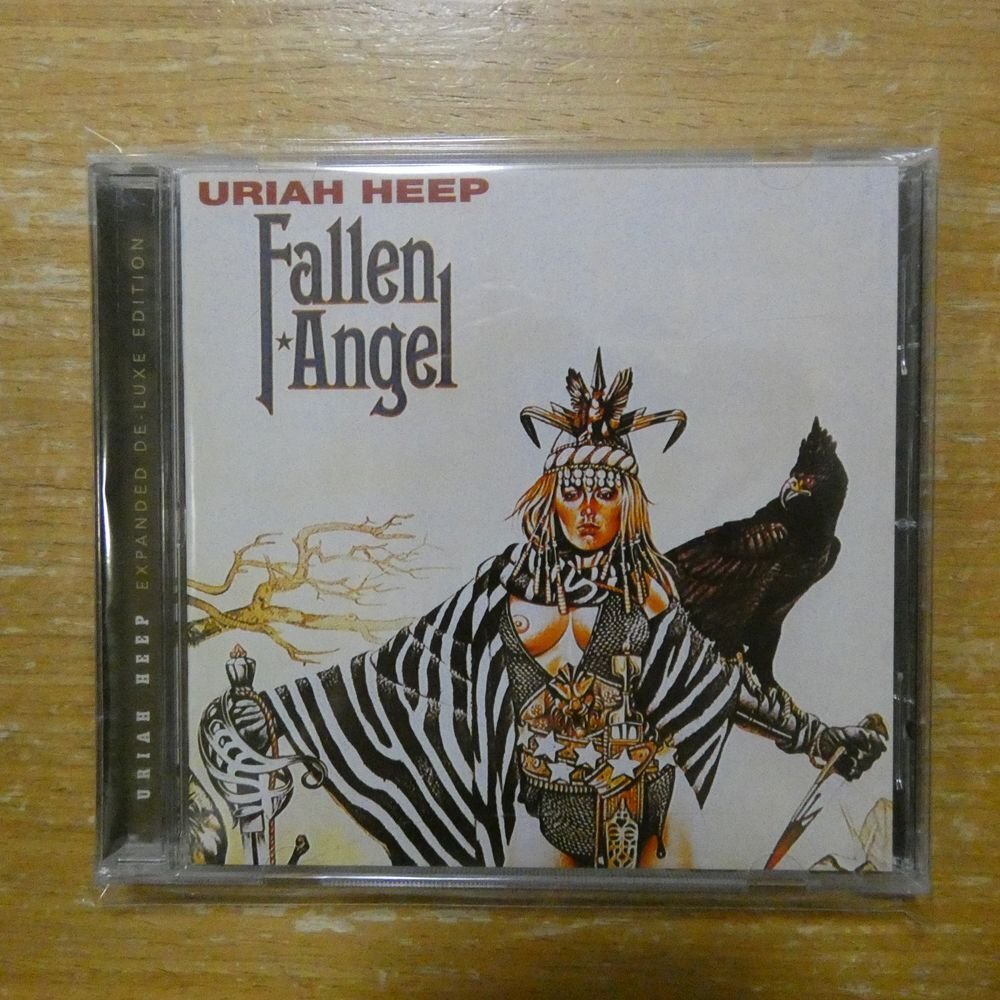 URIAH HEEP
Fallen
Angel
URIAH HEEP EXPANDED DE-LUXE EDITION